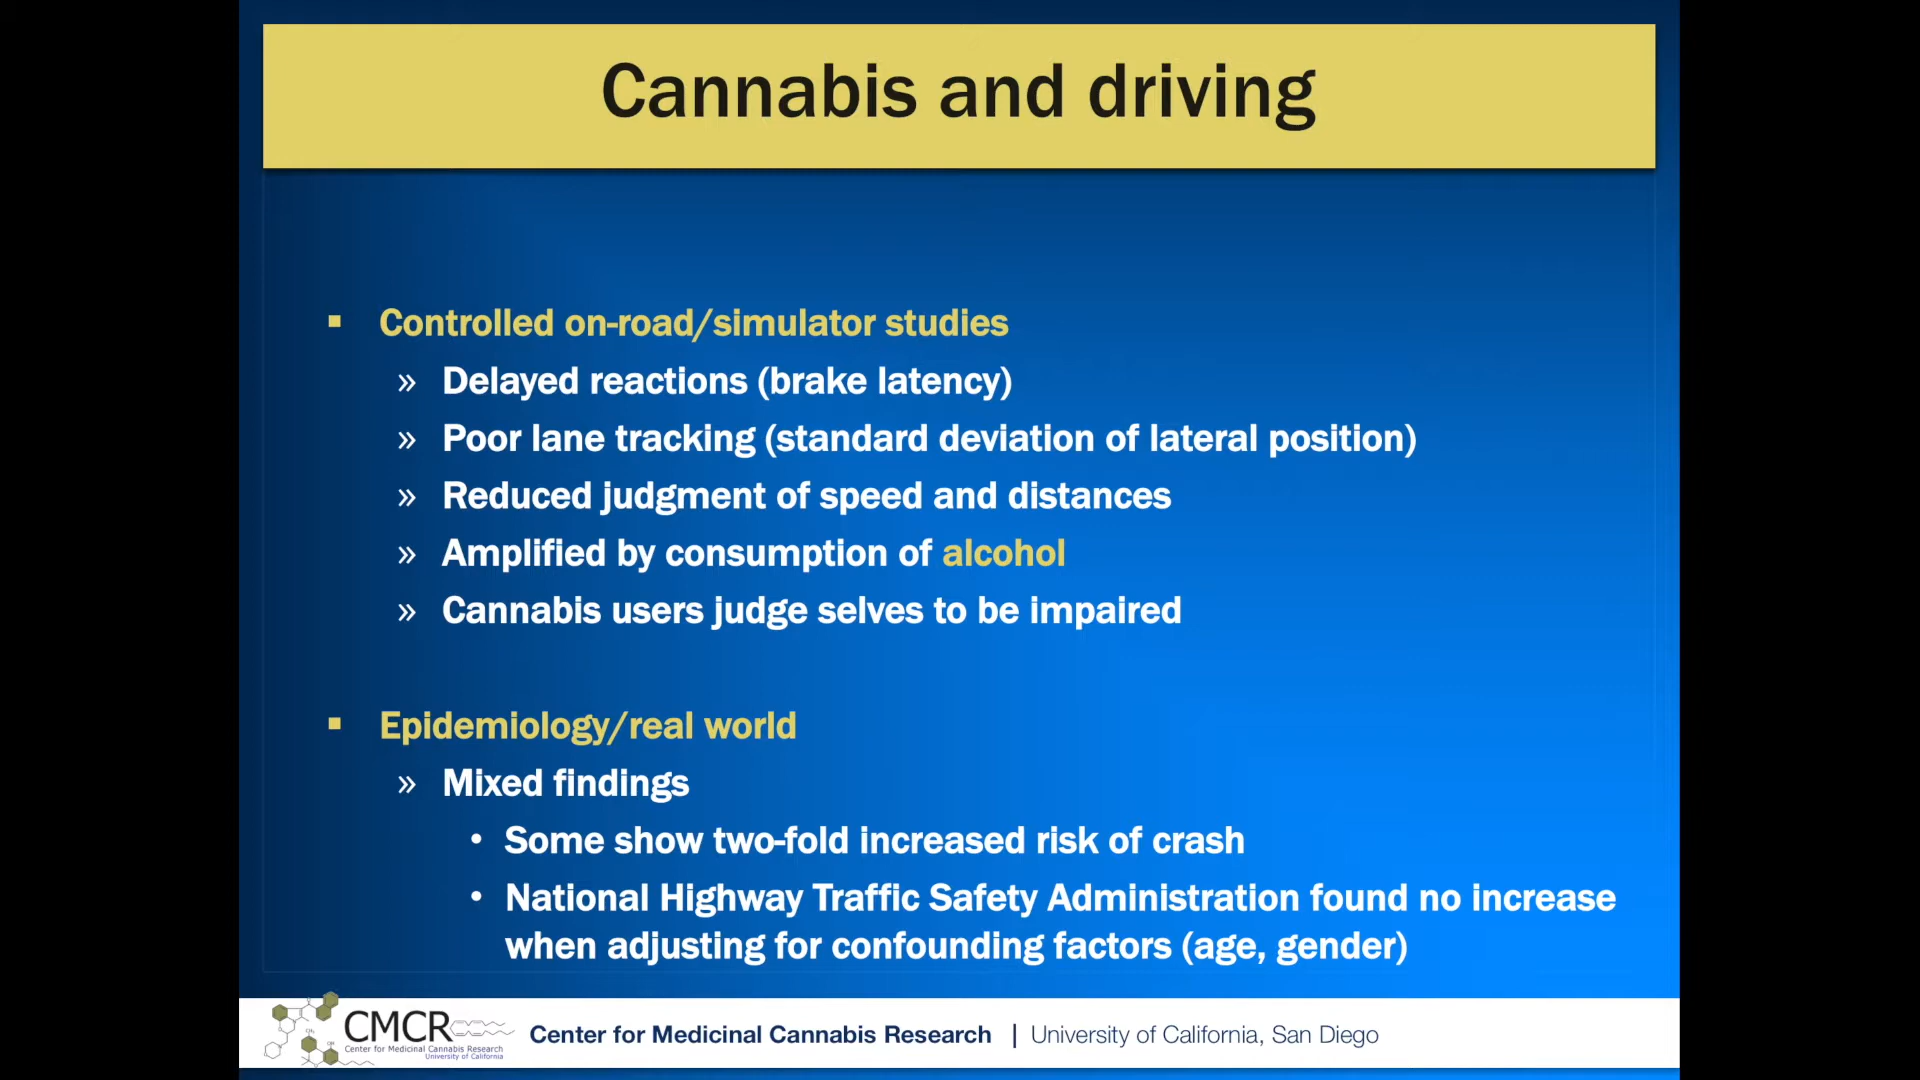 Cannabis and driving
▪ Controlled on-road/simulator studies
» Delayed reactions (brake latency)
» Poor lane tracking (standard deviation of lateral position)
» Reduced judgment of speed and distances
» Amplified by consumption of alcohol
» Cannabis users judge selves to be impaired
▪ Epidemiology/real world
» Mixed findings
• Some show two-fold increased risk of crash
• National Highway Traffic Safety Administration found no increase
when adjusting for confounding factors (age, gender)
CMCR
Center for Medicinal Cannabis Research
University of California
Center for Medicinal Cannabis Research | University of California, San Diego